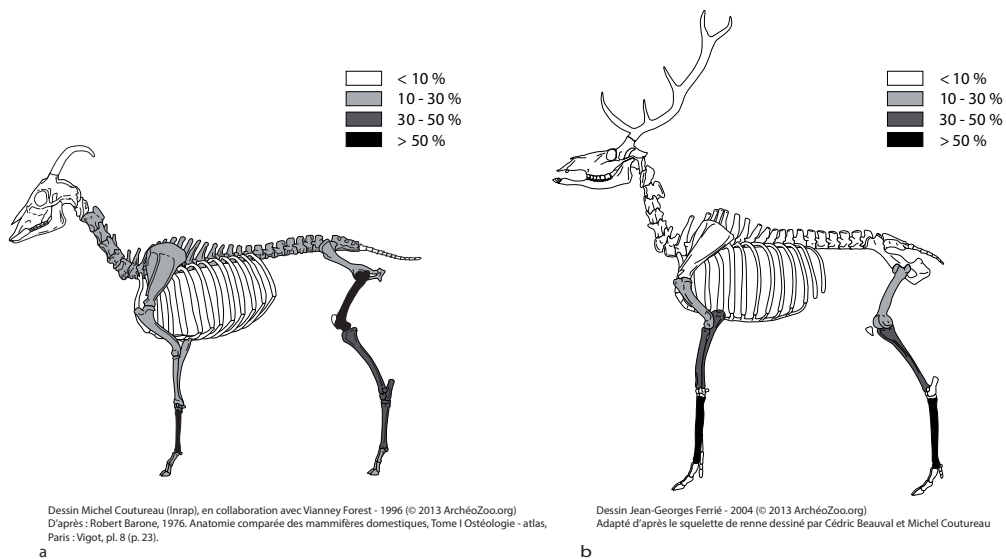 < 10 %
10 - 30 %
30 - 50 %
> 50 %
< 10 %
10 - 30 %
30 - 50 %
> 50 %
Dessin Michel Coutureau (Inrap), en collaboration avec Vianney Forest - 1996 (© 2013 ArchéoZoo.org)
D'après : Robert Barone, 1976. Anatomie comparée des mammifères domestiques, Tome I Ostéologie - atlas,
Paris : Vigot, pl. 8 (p. 23).
a
Dessin Jean-Georges Ferrié - 2004 (© 2013 ArchéoZoo.org)
Adapté d'après le squelette de renne dessiné par Cédric Beauval et Michel Coutureau
b